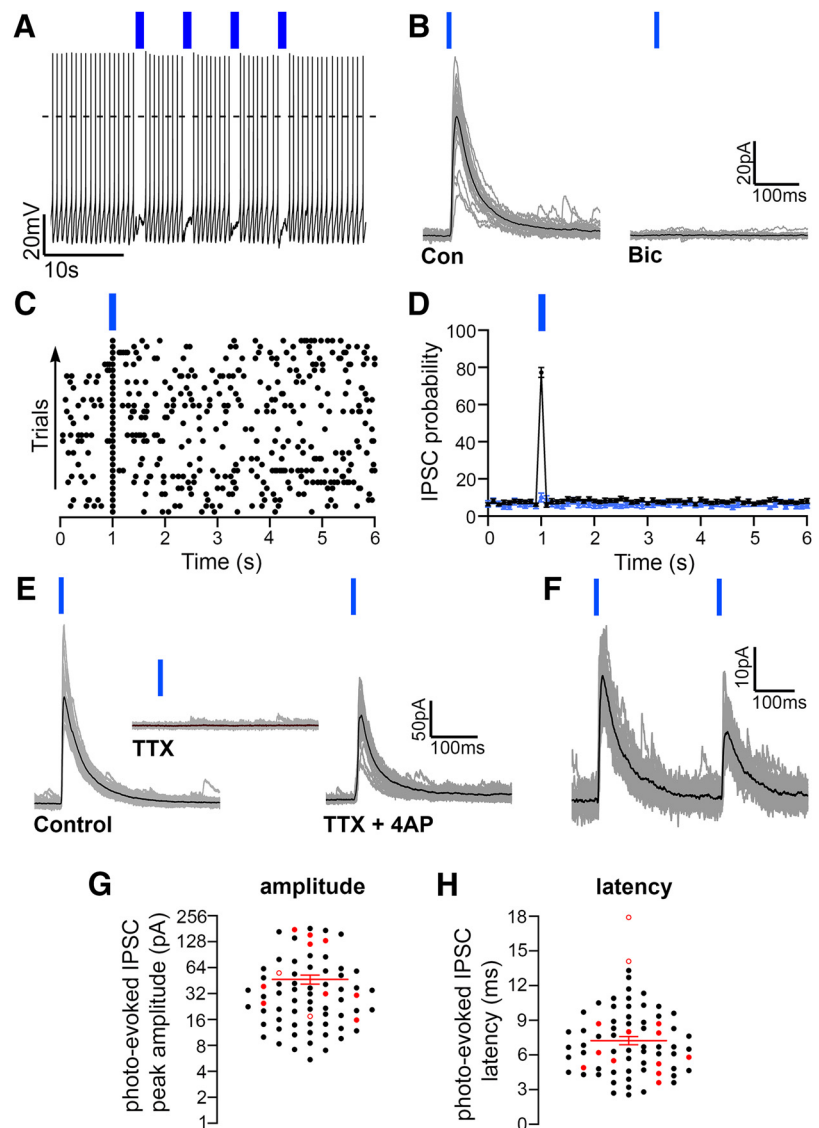 A
20mV
10s
B
20pA
100ms
Con
Bic
C
Trials
0 1 2 3 4 5 6
Time (s)
D
IPSC probability
100
80
60
40
20
0
0 1 2 3 4 5 6
Time (s)
E
Control
TTX
50pA
100ms
TTX + 4AP
F
10pA
100ms
G
amplitude
photo-evoked IPSC
peak amplitude (pA)
256
128
64
32
16
8
4
2
1
H
latency
photo-evoked IPSC
latency (ms)
18
15
12
9
6
3
0